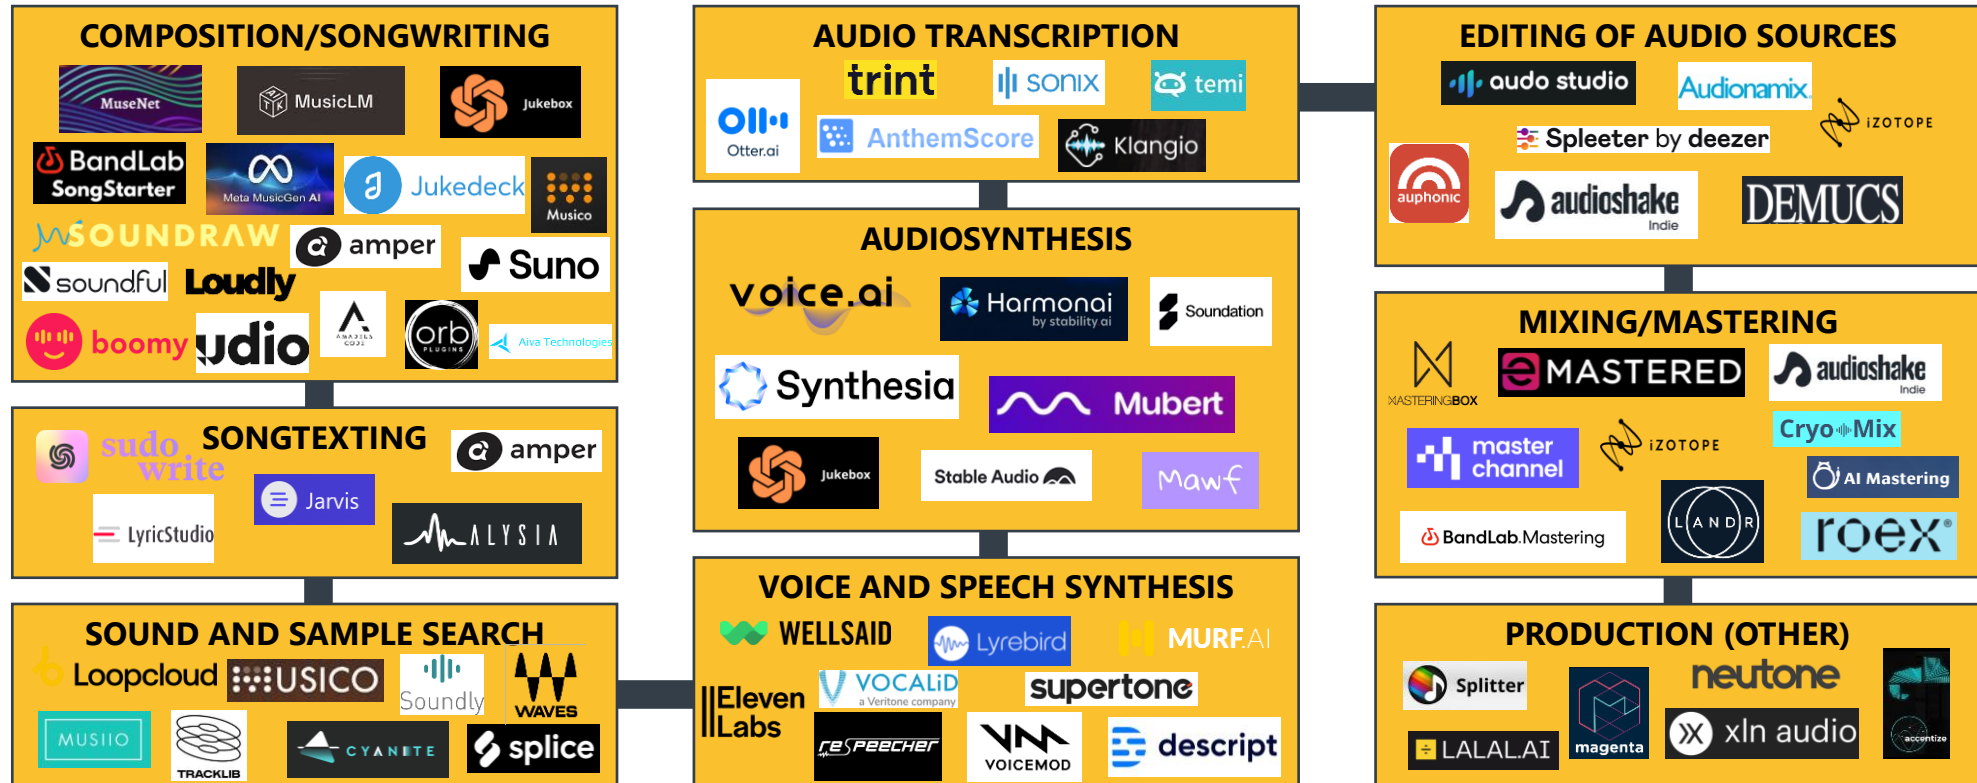 COMPOSITION/SONGWRITING
MuseNet
MusicLM
Jukebox
BandLab
SongStarter
Meta MusicGen AI
Jukedeck
Musico
SOUNDRAW
amper
Suno
soundful
Loudly
boomy
udio
AMADEUS
CODE
orb
PLUGINS
Aiva Technologies
SONGTEXTING
sudo
write
amper
LyricStudio
Jarvis
ALYSIA
SOUND AND SAMPLE SEARCH
Loopcloud
USICO
Soundly
WAVES
MUSIIO
TRACKLIB
CYANITE
splice
AUDIO TRANSCRIPTION
Otter.ai
trint
sonix
temi
AnthemScore
Klangio
AUDIOSYNTHESIS
voice.ai
Harmonai
by stability ai
Soundation
Synthesia
Mubert
Jukebox
Stable Audio
Mawf
VOICE AND SPEECH SYNTHESIS
WELLSAID
Lyrebird
MURF.AI
IIEleven
Labs
VOCALiD
a Veritone company
supertone
reSpeecher
VOICEMOD
descript
EDITING OF AUDIO SOURCES
audo studio
Audionamix
iZOTOPE
Spleeter by deezer
auphonic
audioshake
Indie
DEMUCS
MIXING/MASTERING
MASTERINGBOX
eMASTERED
audioshake
Indie
master
channel
iZOTOPE
Cryo Mix
AI Mastering
BandLab.Mastering
LANDR
roex®
PRODUCTION (OTHER)
Splitter
magenta
neutone
accentize
LALAL.AI
xln audio